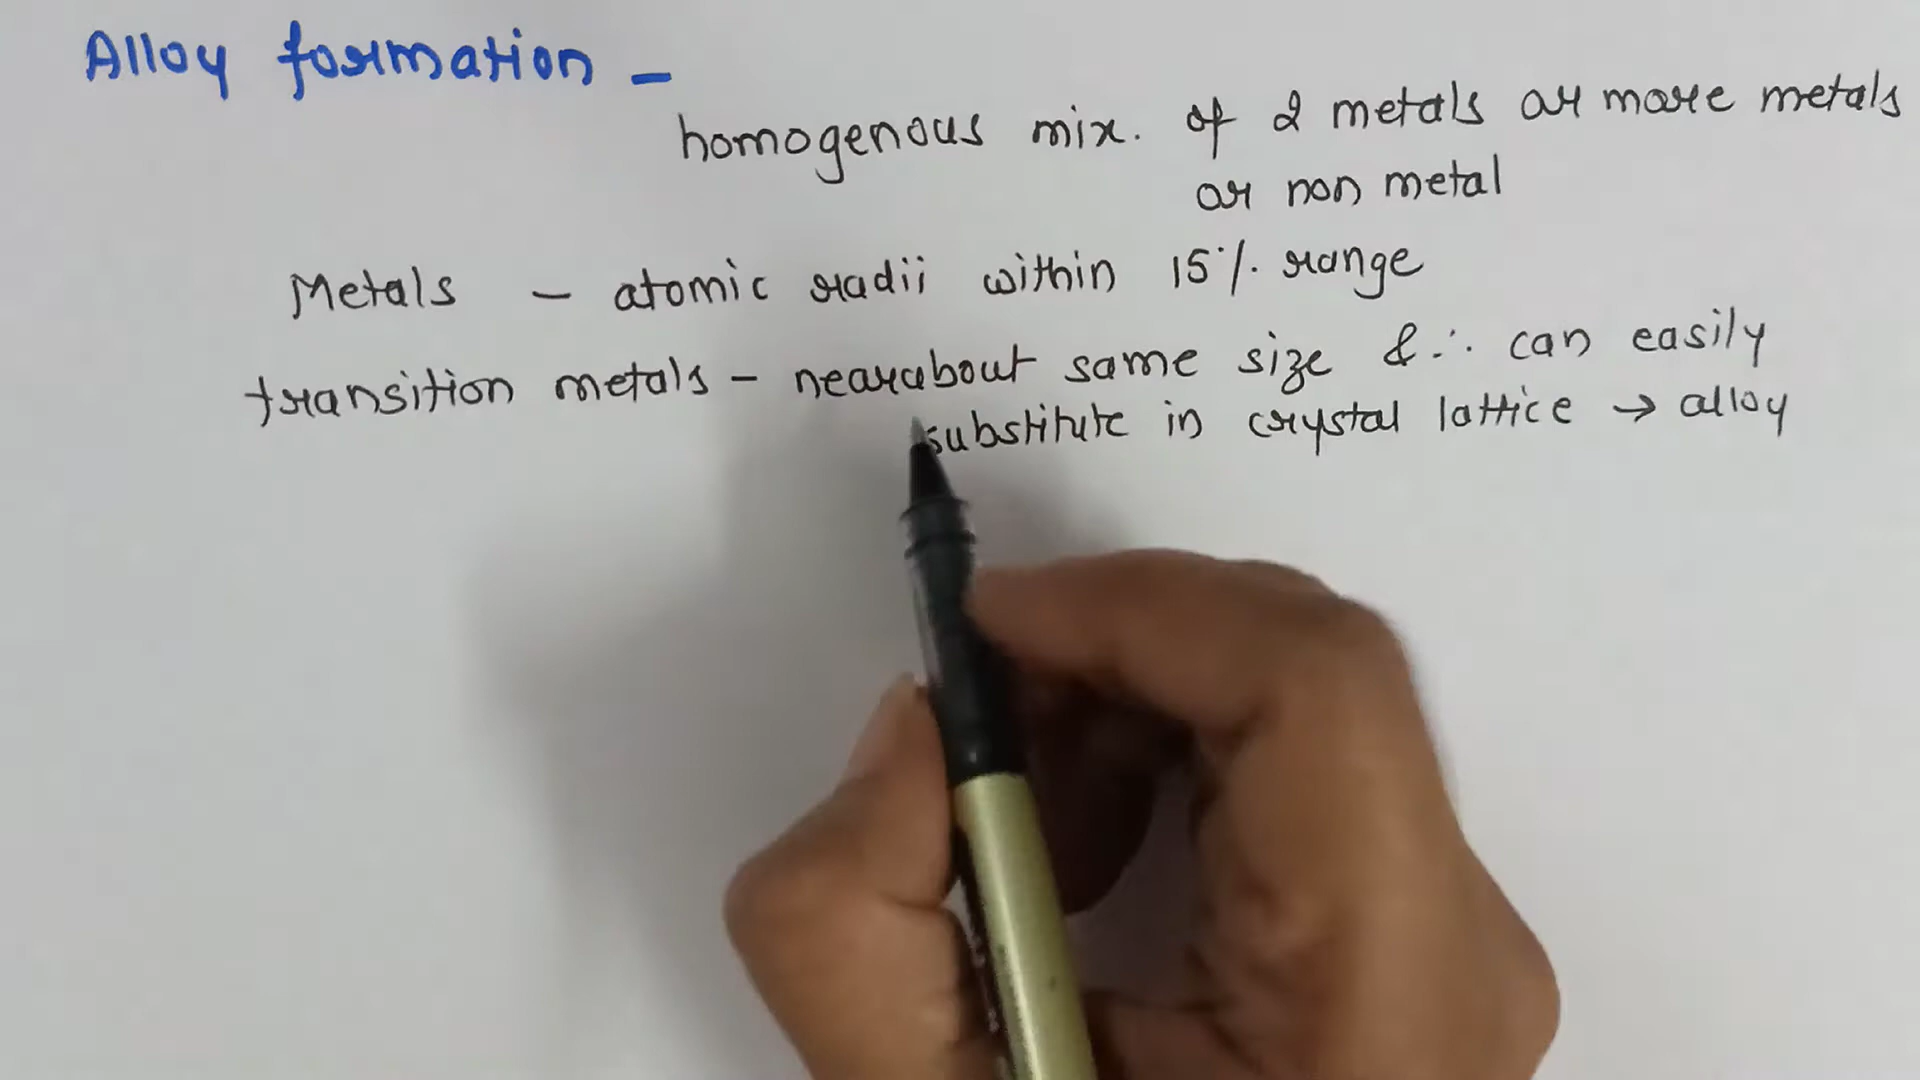 Alloy formation -
homogenous mix. of 2 metals or more metals
or non metal
Metals - atomic radii within 15% range
transition metals - nearabout same size & ∴ can easily
substitute in crystal lattice → alloy